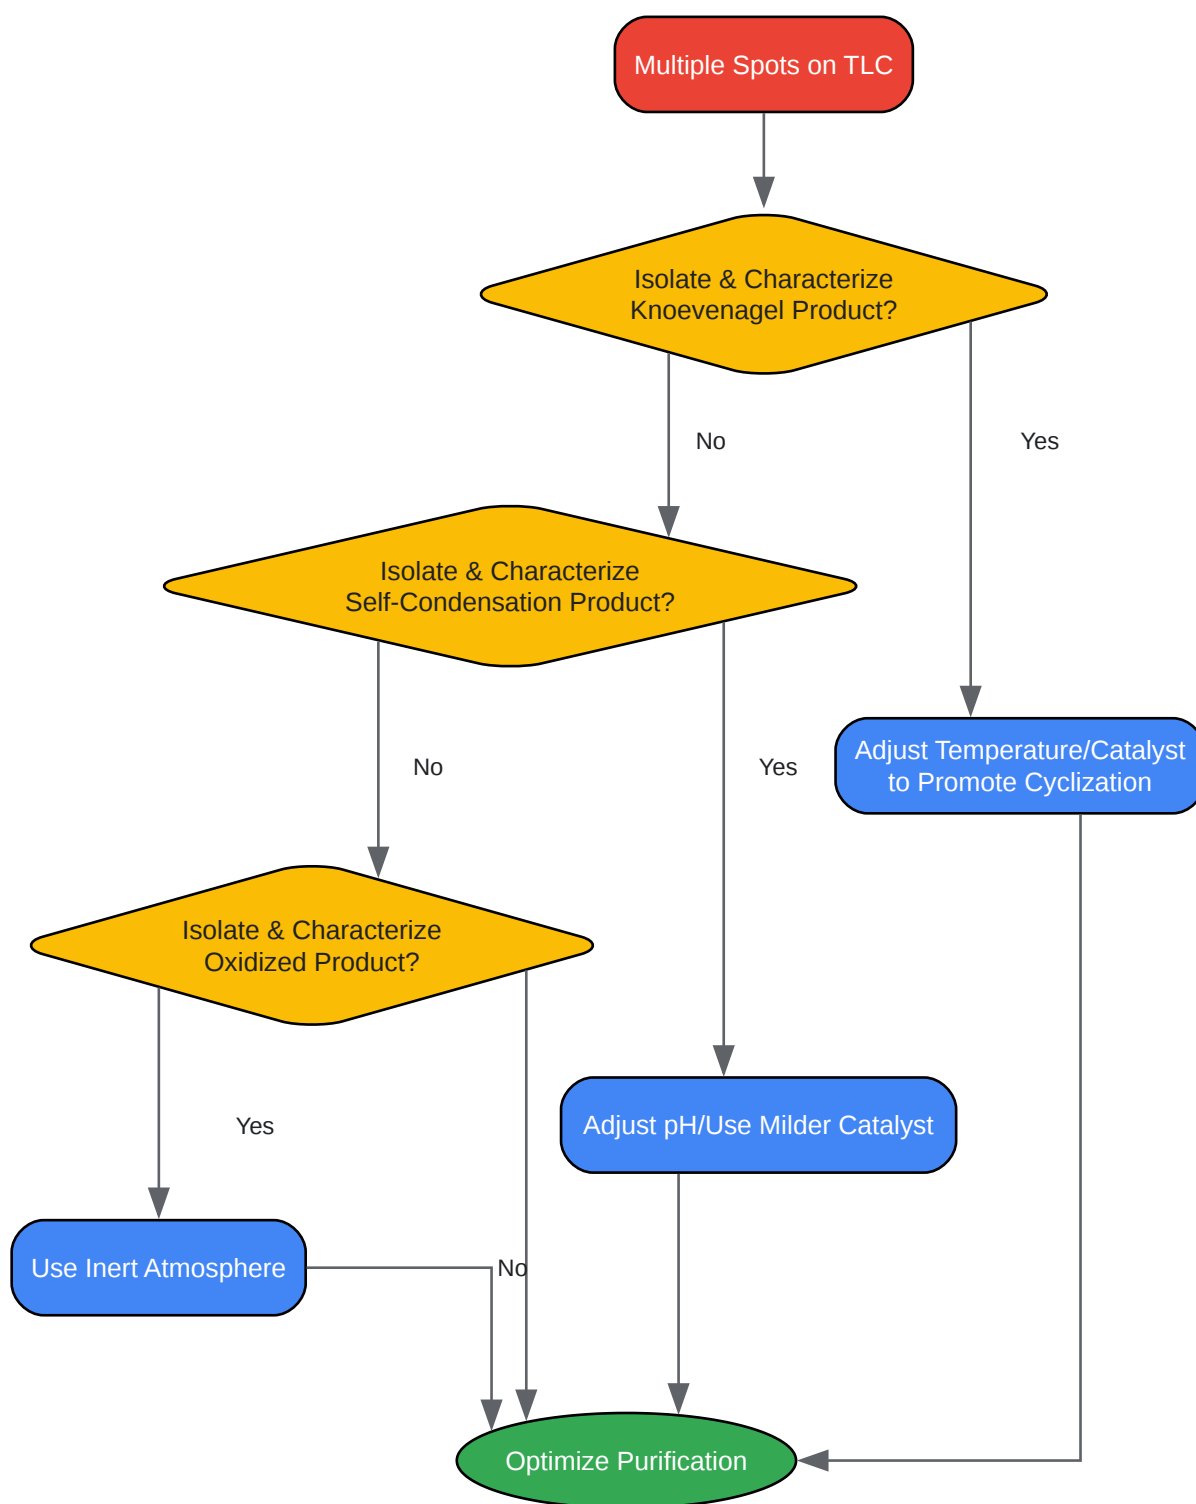 Multiple Spots on TLC
Isolate & Characterize
Knoevenagel Product?
No
Yes
Isolate & Characterize
Self-Condensation Product?
No
Yes
Adjust Temperature/Catalyst
to Promote Cyclization
Isolate & Characterize
Oxidized Product?
Yes
Adjust pH/Use Milder Catalyst
Use Inert Atmosphere
No
Optimize Purification